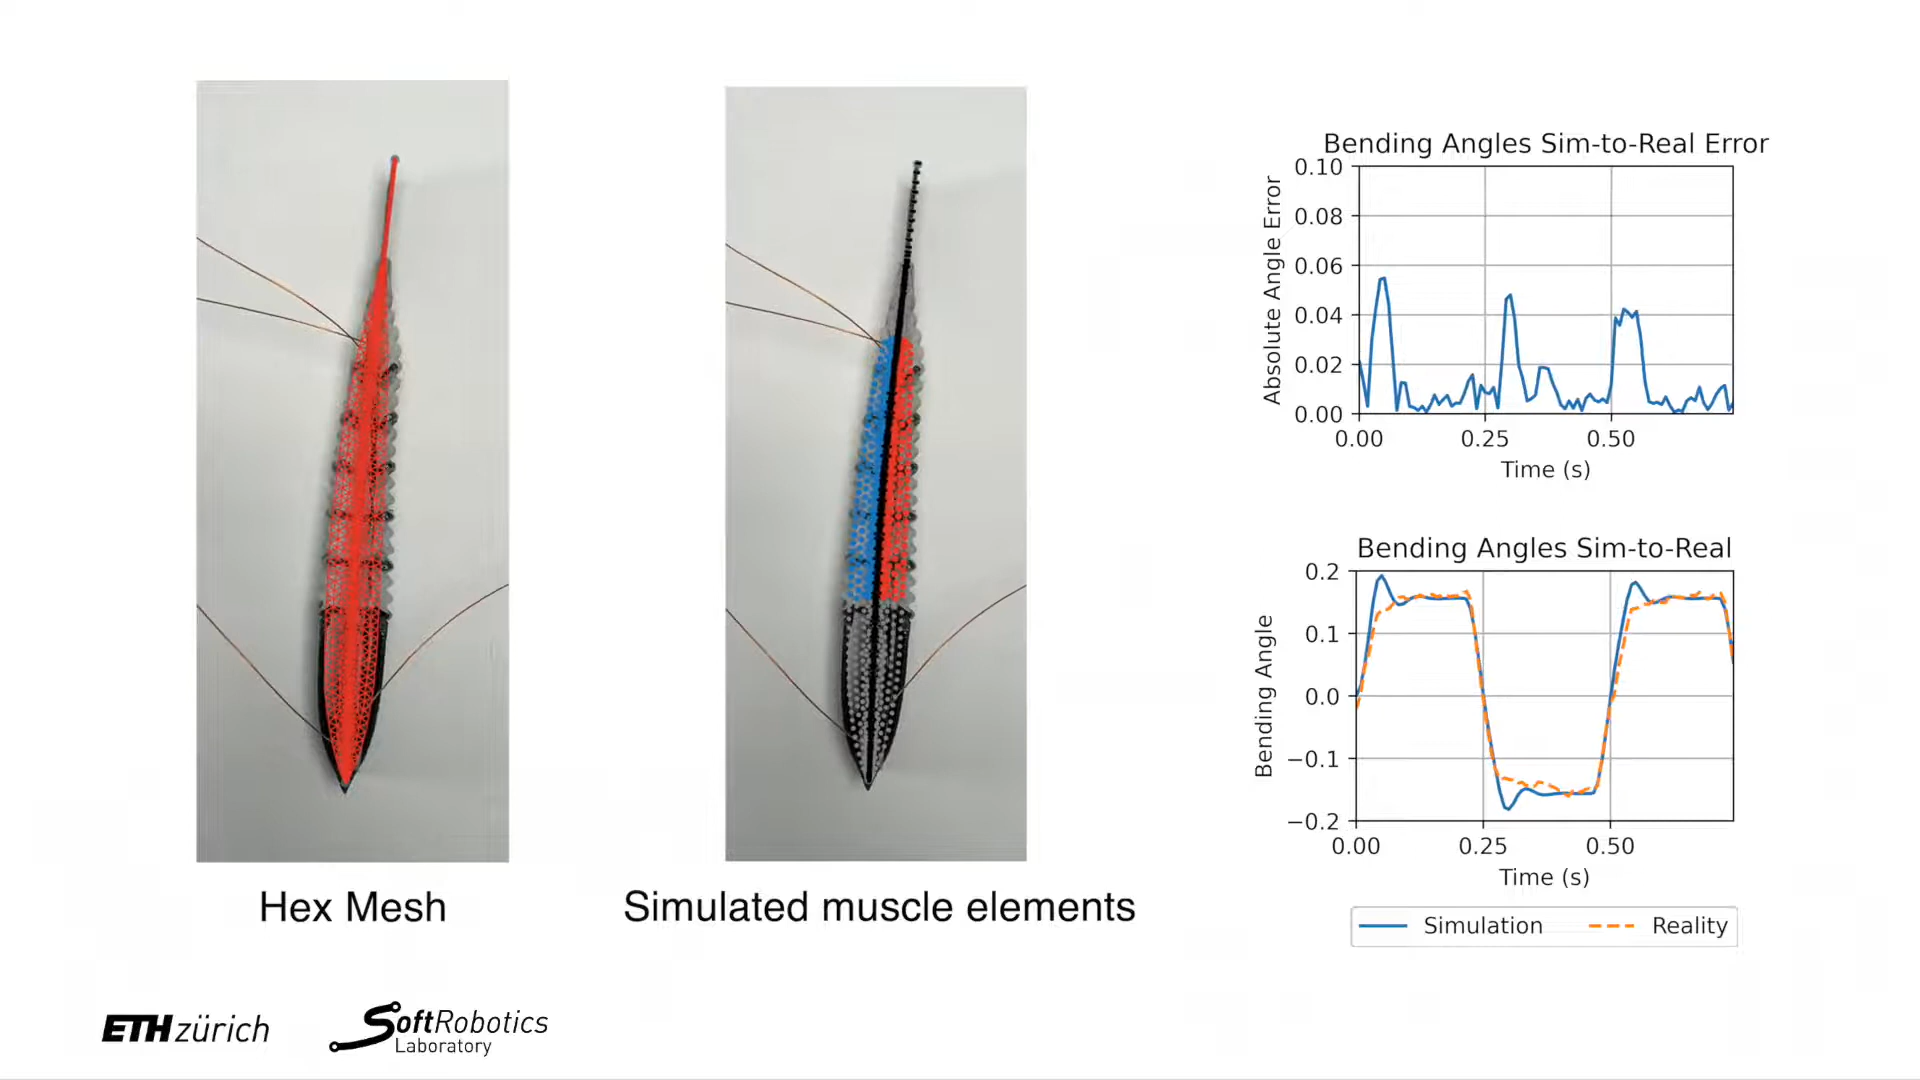 Hex Mesh
Simulated muscle elements
Bending Angles Sim-to-Real Error
Absolute Angle Error
0.10
0.08
0.06
0.04
0.02
0.00
0.00 0.25 0.50
Time (s)
Bending Angles Sim-to-Real
Bending Angle
0.2
0.1
0.0
−0.1
−0.2
0.00 0.25 0.50
Time (s)
Simulation Reality
ETH zürich
SoftRobotics
Laboratory